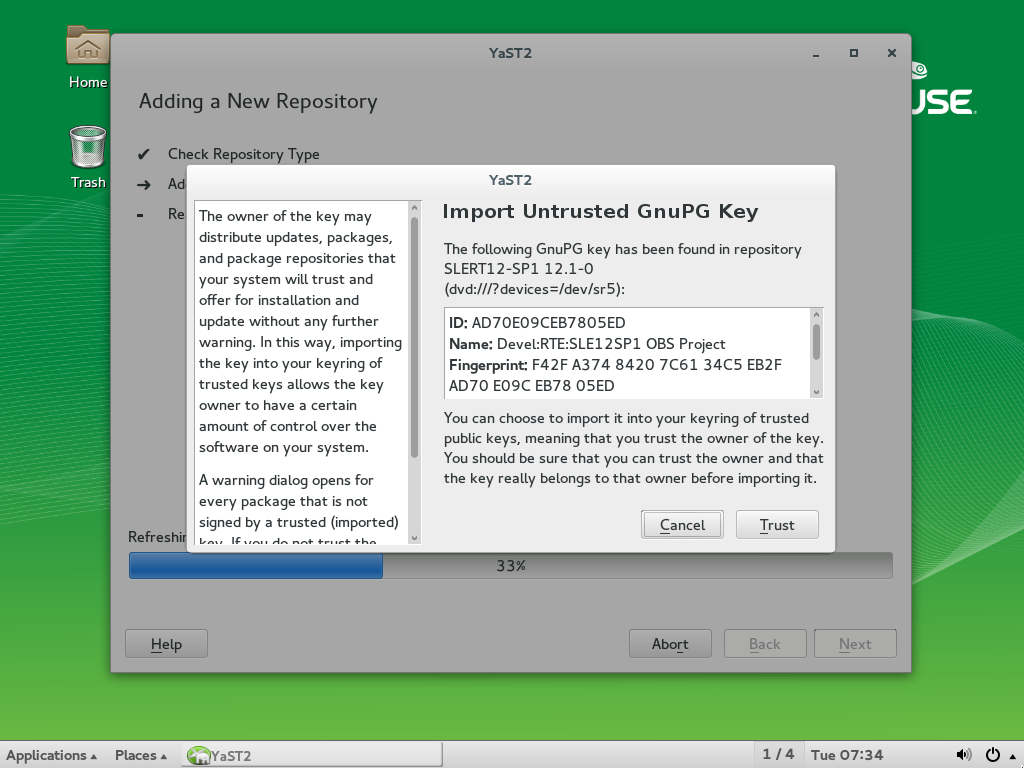 YaST2
Home
Adding a New Repository
USE
Check Repository Type
Trash
Ad
Re
YaST2
The owner of the key may
distribute updates, packages,
and package repositories that
your system will trust and
offer for installation and
update without any further
warning. In this way, importing
the key into your keyring of
trusted keys allows the key
owner to have a certain
amount of control over the
software on your system.
A warning dialog opens for
every package that is not
signed by a trusted (imported)
key. If you do not trust the
Import Untrusted GnuPG Key
The following GnuPG key has been found in repository
SLERT12-SP1 12.1-0
(dvd:///?devices=/dev/sr5):
ID: AD70E09CEB7805ED
Name: Devel:RTE:SLE12SP1 OBS Project
Fingerprint: F42F A374 8420 7C61 34C5 EB2F
AD70 E09C EB78 05ED
You can choose to import it into your keyring of trusted
public keys, meaning that you trust the owner of the key.
You should be sure that you can trust the owner and that
the key really belongs to that owner before importing it.
Cancel Trust
Refreshin
33%
Help Abort Back Next
Applications Places YaST2 1 / 4 Tue 07:34